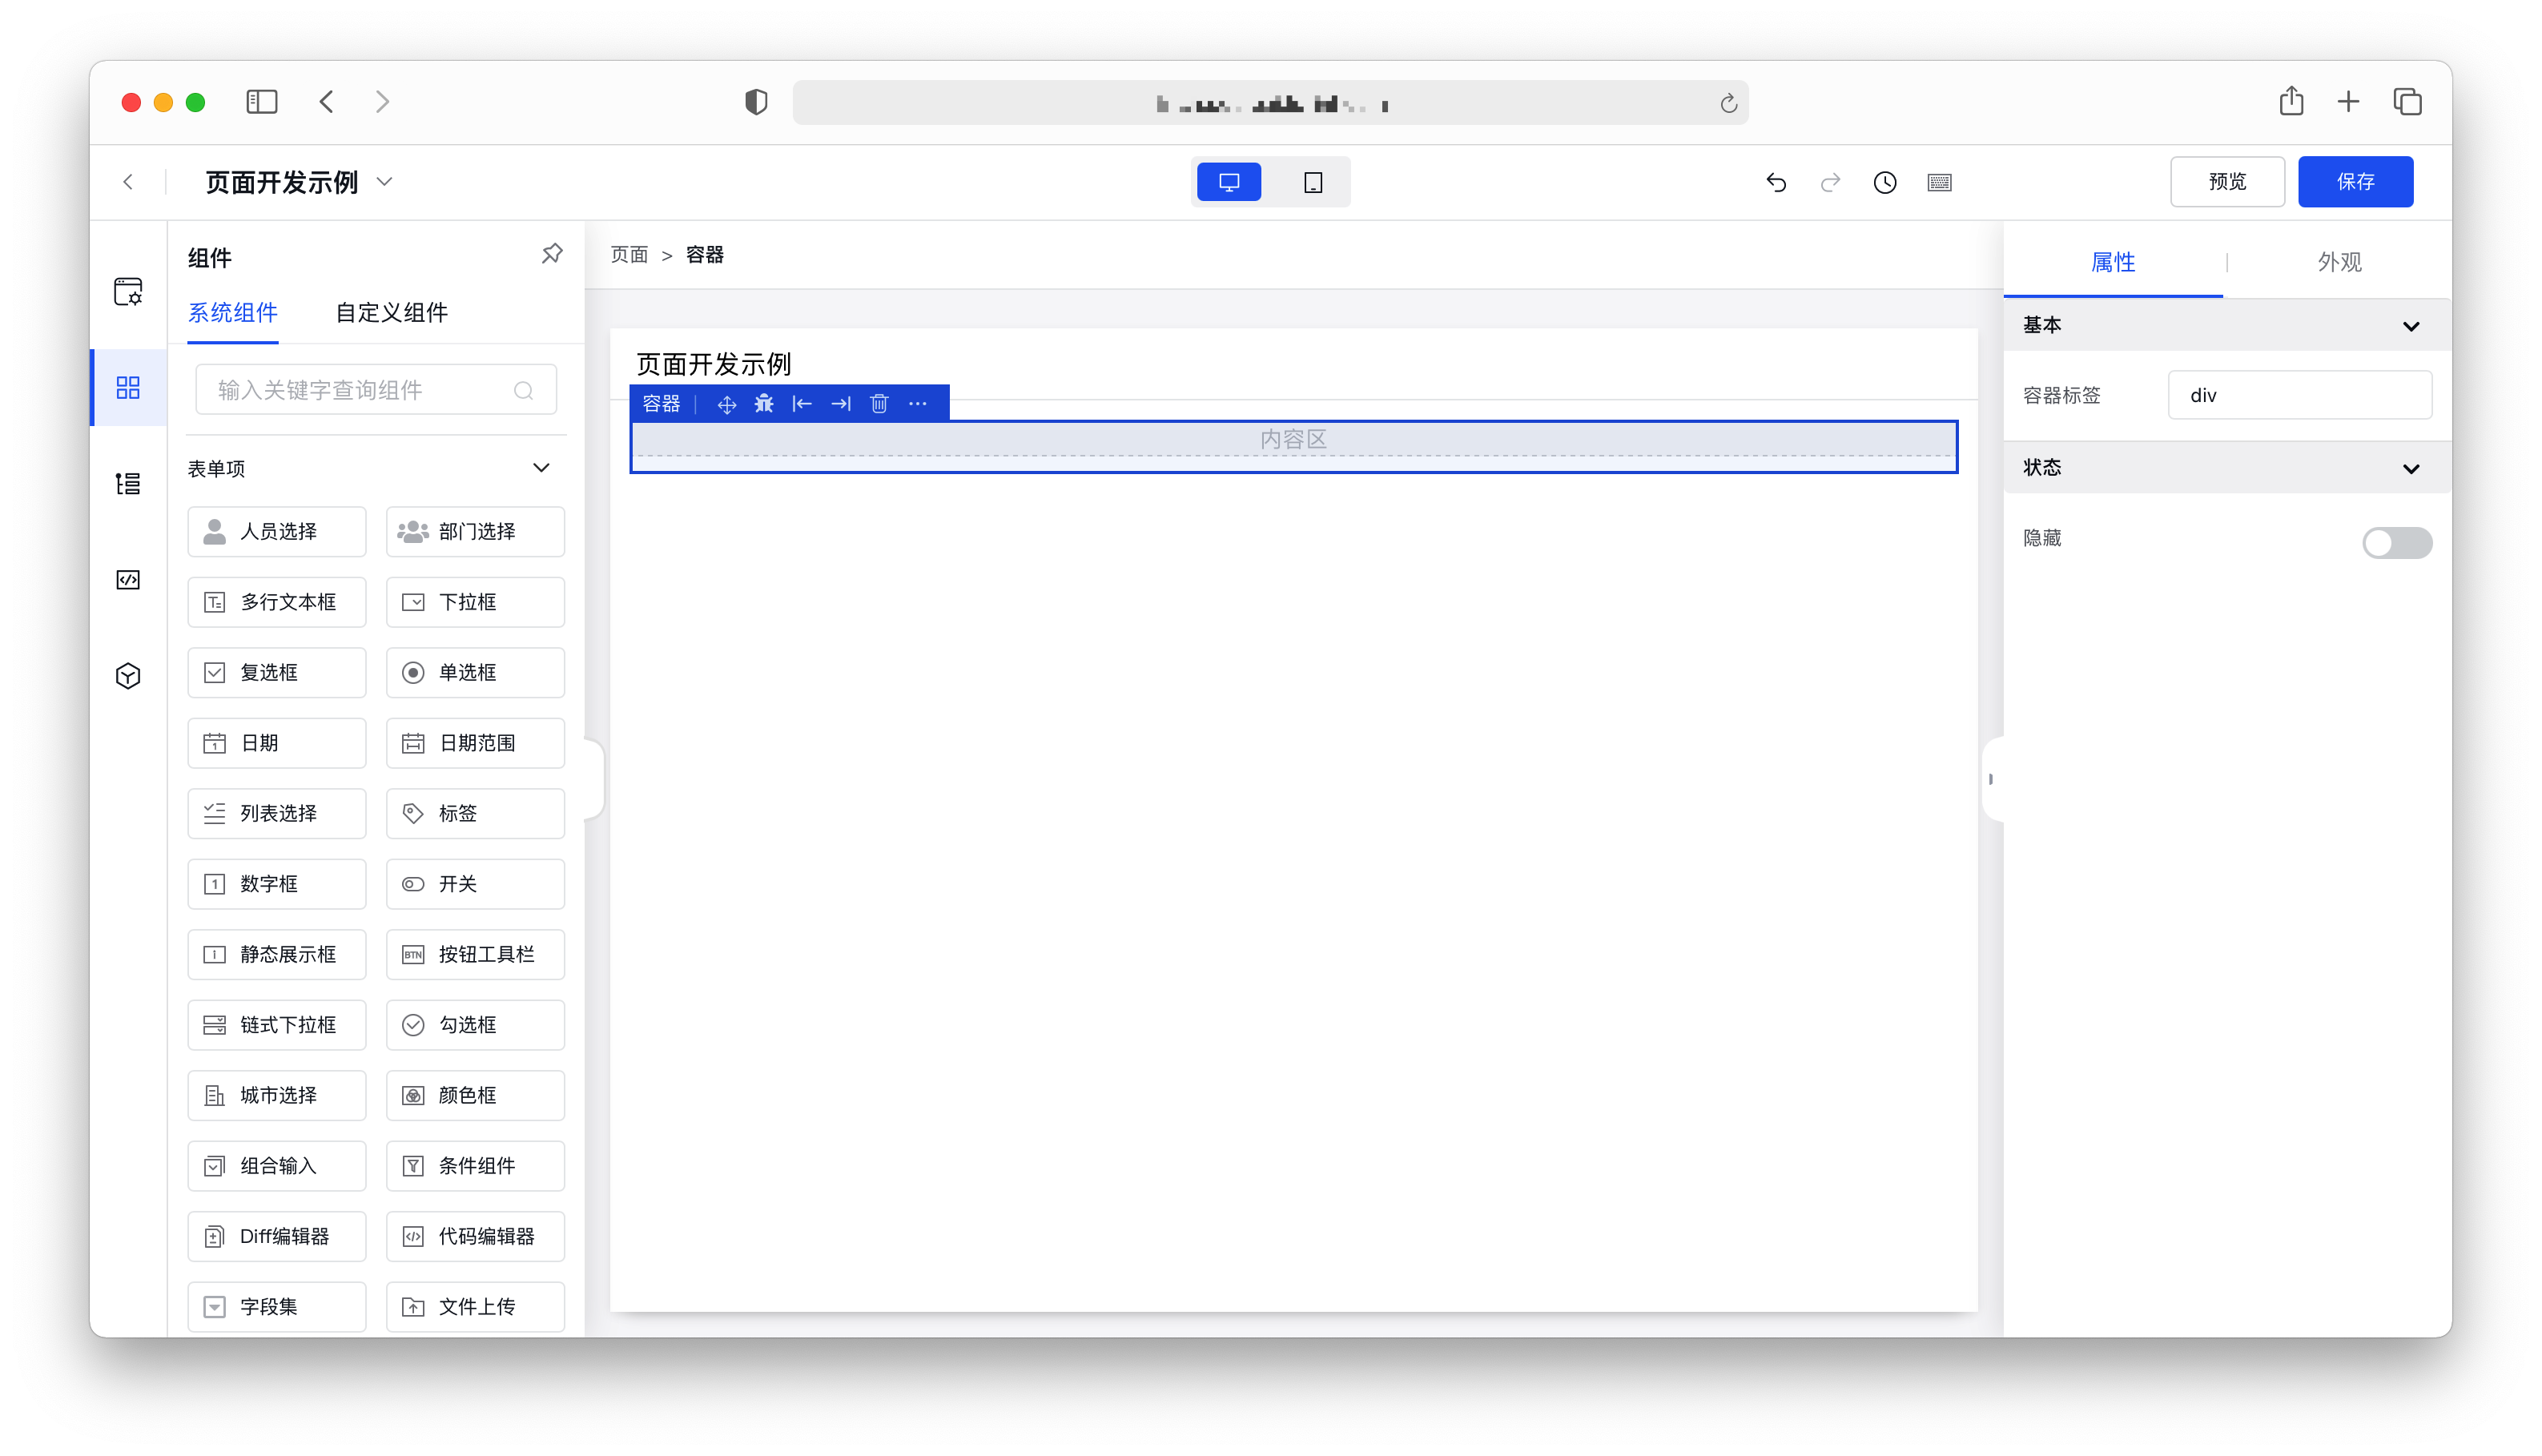 页面开发示例
预览
保存
组件
系统组件
自定义组件
输入关键字查询组件
表单项
人员选择
部门选择
多行文本框
下拉框
复选框
单选框
日期
日期范围
列表选择
标签
数字框
开关
静态展示框
按钮工具栏
链式下拉框
勾选框
城市选择
颜色框
组合输入
条件组件
Diff编辑器
代码编辑器
字段集
文件上传
页面 > 容器
页面开发示例
容器
内容区
属性
外观
基本
容器标签
div
状态
隐藏